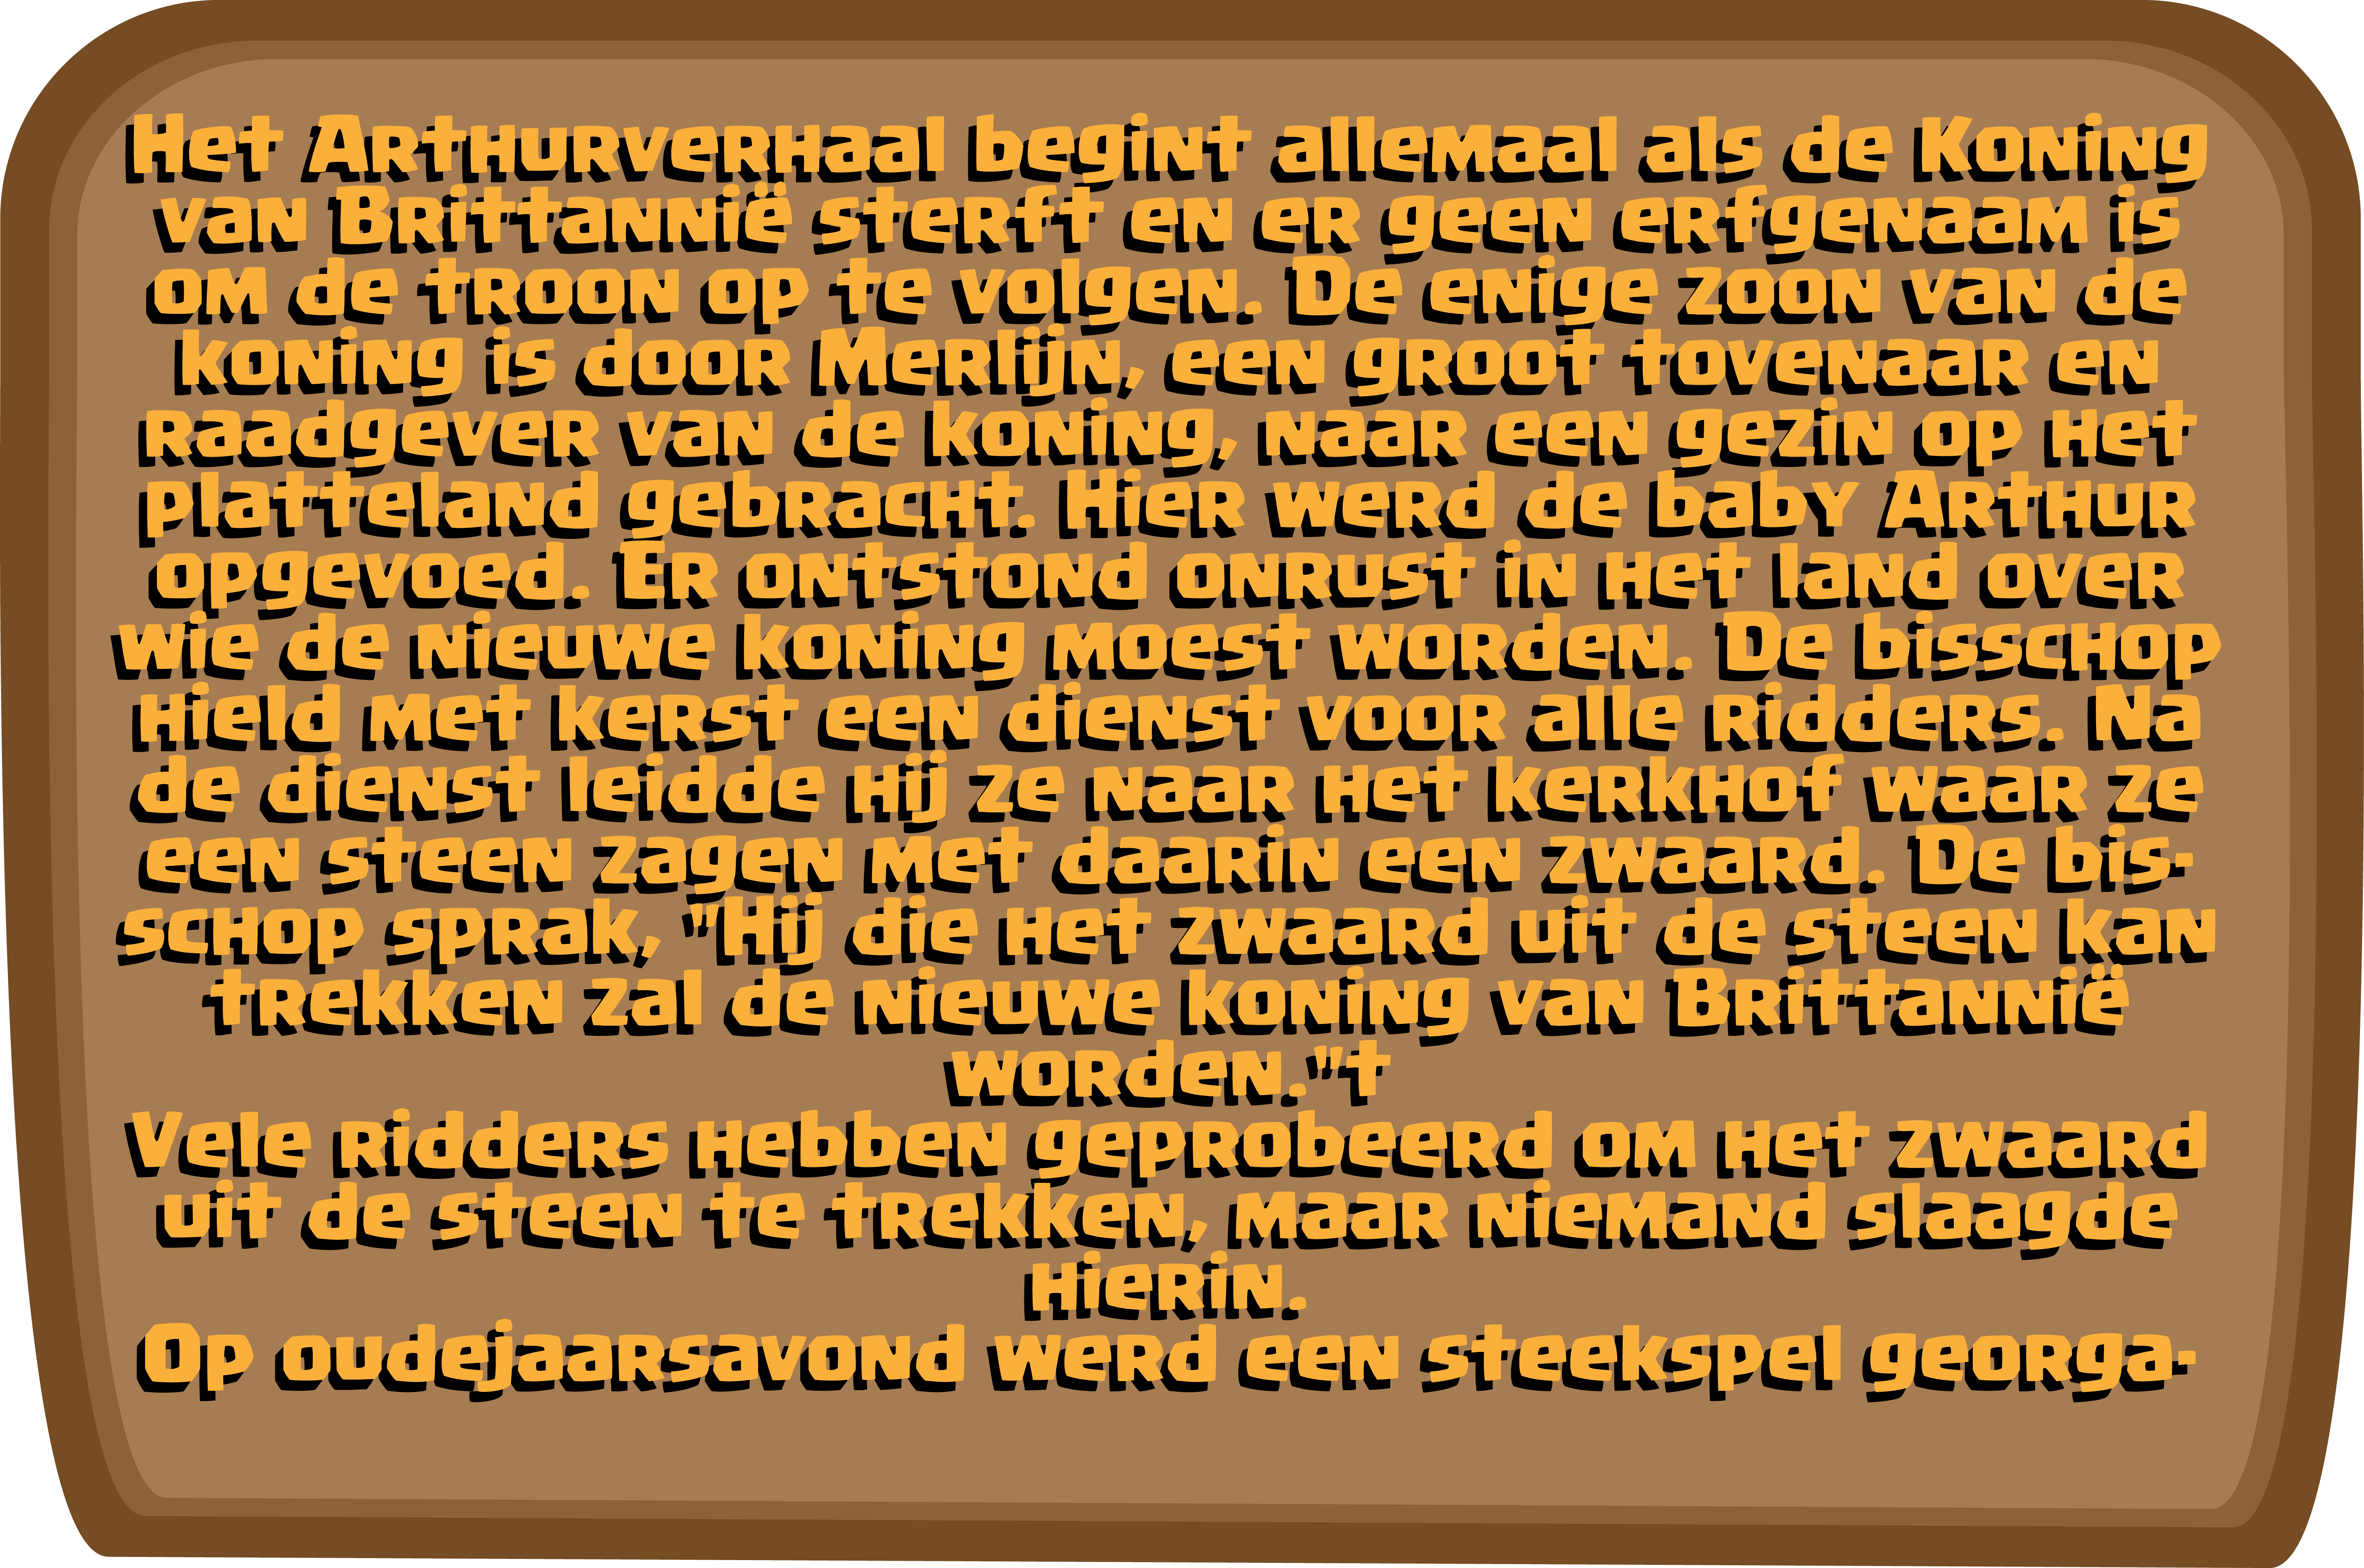 Het Arthurverhaal begint allemaal als de Koning
van Brittannië sterft en er geen erfgenaam is
om de troon op te volgen. De enige zoon van de
koning is door Merlijn, een groot tovenaar en
raadgever van de koning, naar een gezin op het
platteland gebracht. Hier werd de baby Arthur
opgevoed. Er ontstond onrust in het land over
wie de nieuwe koning moest worden. De bisschop
hield met kerst een dienst voor alle ridders. Na
de dienst leidde hij ze naar het kerkhof waar ze
een steen zagen met daarin een zwaard. De bis-
schop sprak, "Hij die het zwaard uit de steen kan
trekken zal de nieuwe koning van Brittannië
worden."t
Vele ridders hebben geprobeerd om het zwaard
uit de steen te trekken, maar niemand slaagde
hierin.
Op oudejaarsavond werd een steekspel georga-